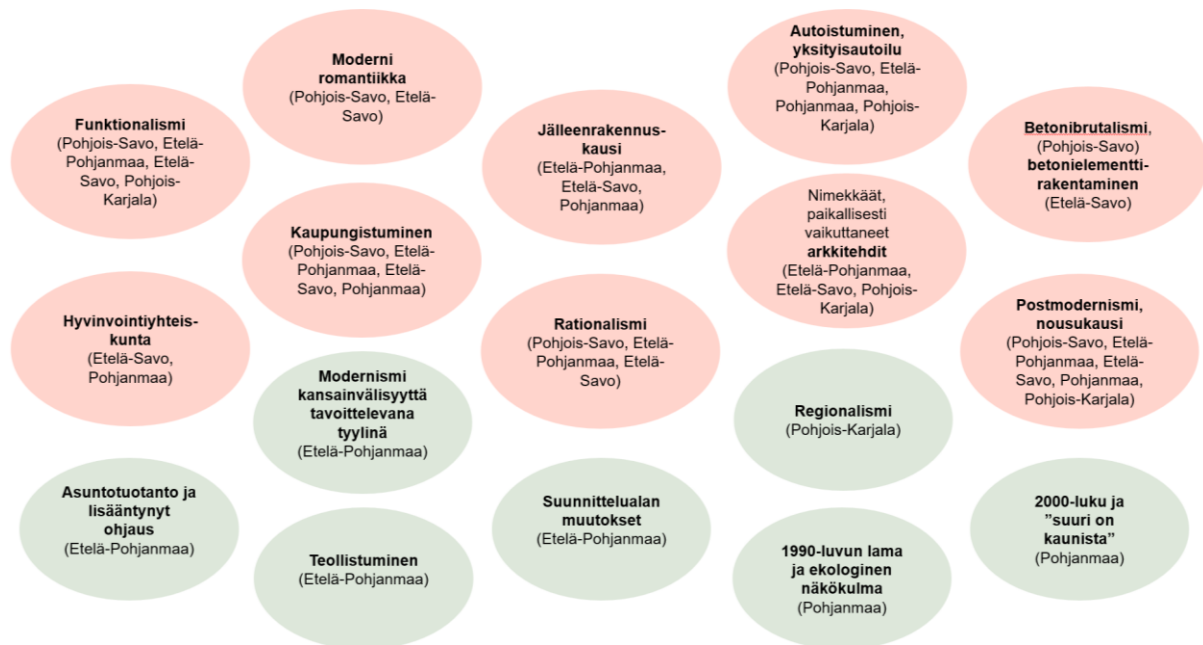 Moderni
romantiikka
(Pohjois-Savo, Etelä-
Savo)
Autoistuminen,
yksityisautoilu
(Pohjois-Savo, Etelä-
Pohjanmaa,
Pohjanmaa, Pohjois-
Karjala)
Funktionalismi
(Pohjois-Savo, Etelä-
Pohjanmaa, Etelä-
Savo, Pohjois-
Karjala)
Jälleenrakennus-
kausi
(Etelä-Pohjanmaa,
Etelä-Savo,
Pohjanmaa)
Betonibrutalismi,
(Pohjois-Savo)
betonielementti-
rakentaminen
(Etelä-Savo)
Kaupungistuminen
(Pohjois-Savo, Etelä-
Pohjanmaa, Etelä-
Savo, Pohjanmaa)
Nimekkäät,
paikallisesti
vaikuttaneet
arkkitehdit
(Etelä-Pohjanmaa,
Etelä-Savo, Pohjois-
Karjala)
Hyvinvointiyhteis-
kunta
(Etelä-Savo,
Pohjanmaa)
Rationalismi
(Pohjois-Savo, Etelä-
Pohjanmaa, Etelä-
Savo)
Postmodernismi,
nousukausi
(Pohjois-Savo, Etelä-
Pohjanmaa, Etelä-
Savo, Pohjanmaa,
Pohjois-Karjala)
Modernismi
kansainvälisyyttä
tavoittelevana
tyylinä
(Etelä-Pohjanmaa)
Regionalismi
(Pohjois-Karjala)
Asuntotuotanto ja
lisääntynyt
ohjaus
(Etelä-Pohjanmaa)
Suunnittelualan
muutokset
(Etelä-Pohjanmaa)
2000-luku ja
”suuri on
kaunista”
(Pohjanmaa)
Teollistuminen
(Etelä-Pohjanmaa)
1990-luvun lama
ja ekologinen
näkökulma
(Pohjanmaa)